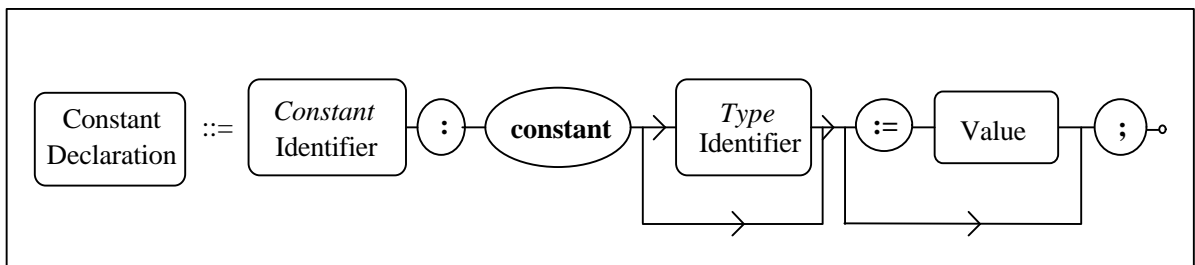 Constant
Declaration
::=
Constant
Identifier
:
constant
Type
Identifier
:=
Value
;